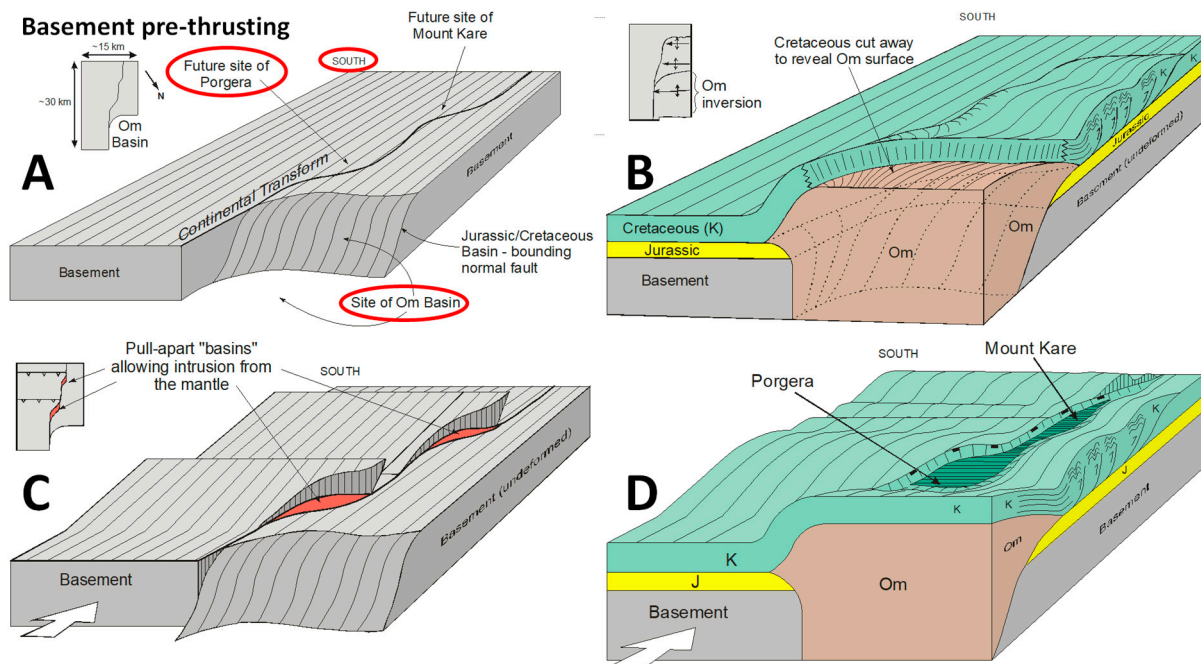 Basement pre-thrusting
~15 km
~30 km
N
Om
Basin
Future site of
Porgera
SOUTH
Future site of
Mount Kare
A
Continental Transform
Basement
Basement
Jurassic/Cretaceous
Basin - bounding
normal fault
Site of Om Basin
SOUTH
Cretaceous cut away
to reveal Om surface
Om
inversion
K
K
B
Jurassic
Basement (undeformed)
Cretaceous (K)
Jurassic
Basement
Om
Om
Pull-apart "basins"
allowing intrusion from
the mantle
SOUTH
C
Basement (undeformed)
Basement
SOUTH
Mount Kare
Porgera
K
D
J
K
K
K
J
Om
Om
Basement
Basement